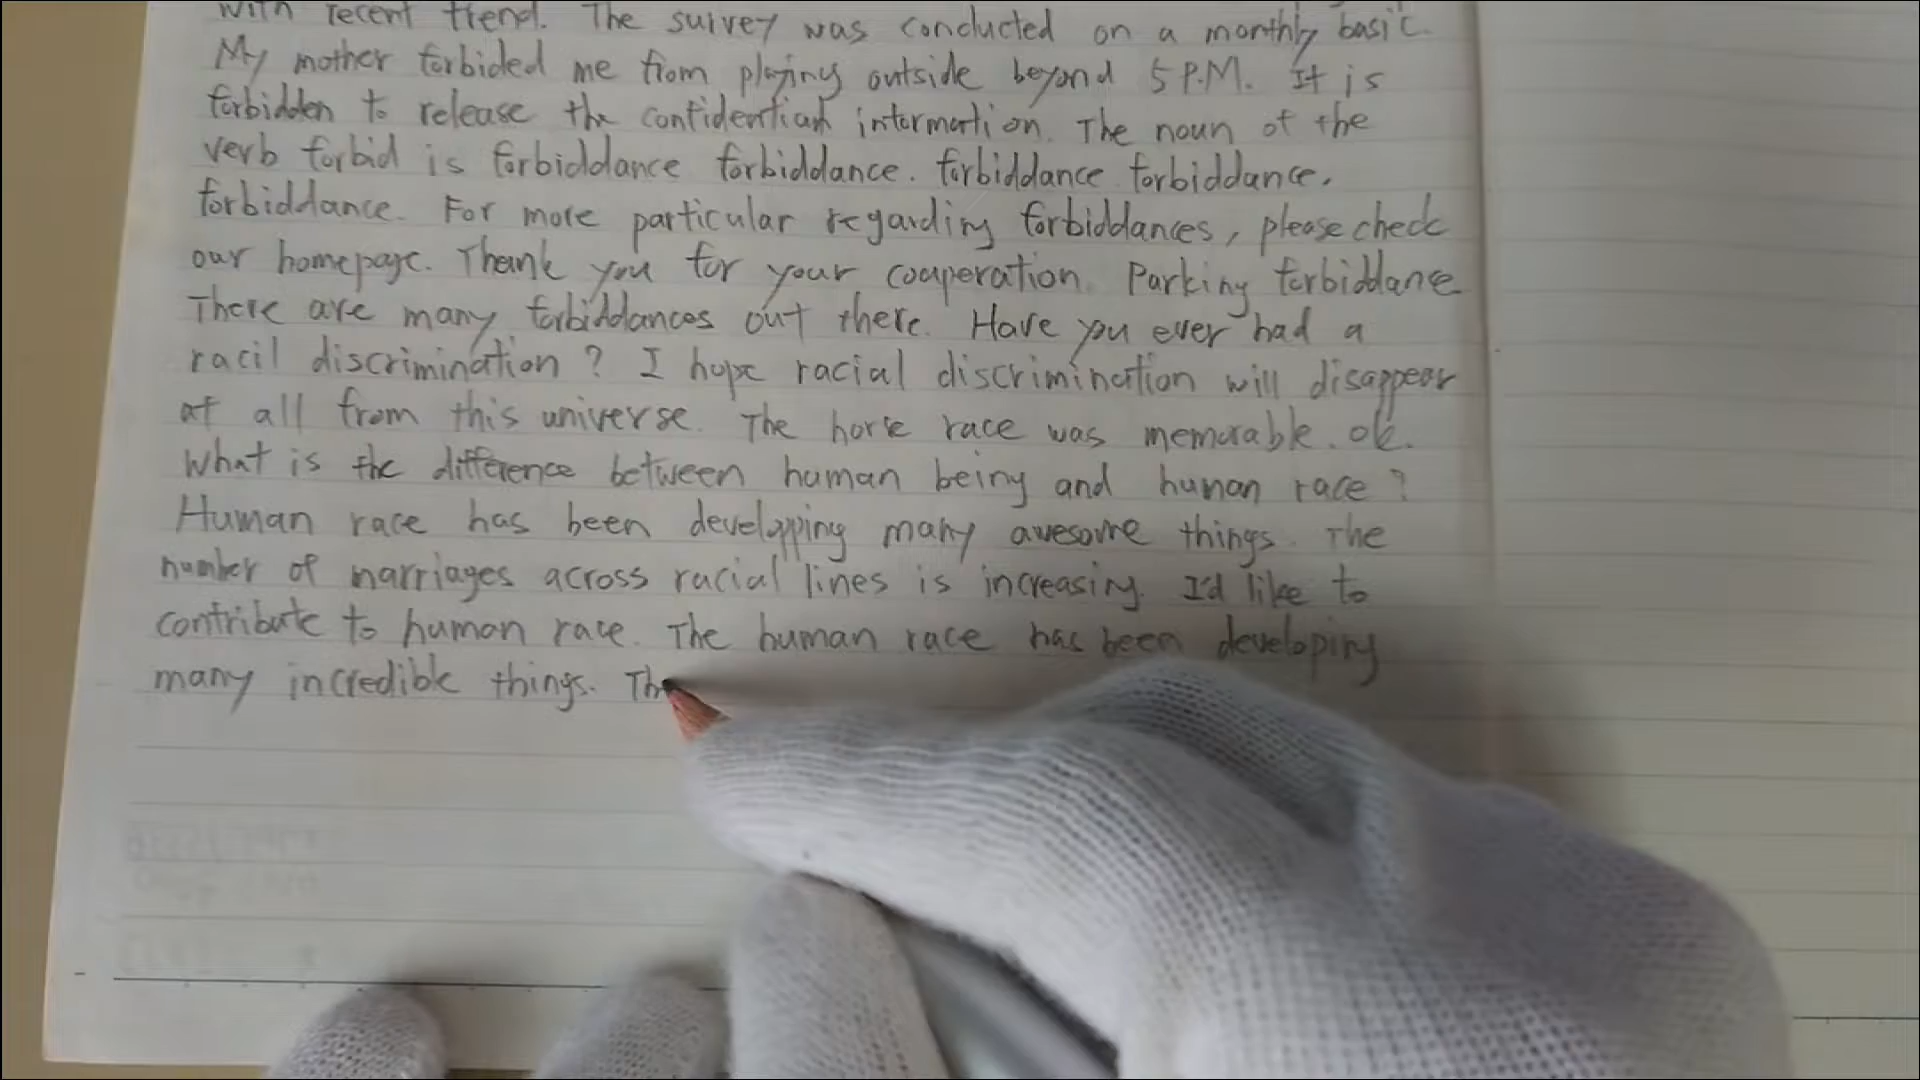 with recent trend. The survey was conducted on a monthly basic.
My mother forbided me from playing outside beyond 5 P.M. It is
forbidden to release the confidential information. The noun of the
verb forbid is forbiddance forbiddance. forbiddance forbiddance.
forbiddance. For more particular regarding forbiddances, please check
our homepage. Thank you for your couperation. Parking forbiddance
There are many forbiddances out there. Have you ever had a
racil discrimination? I hope racial discrimination will disappear
at all from this universe. The horse race was memorable. ok.
What is the difference between human being and human race?
Human race has been developing many awesome things. The
number of marriages across racial lines is increasing. I'd like to
contribute to human race. The human race has been developing
many incredible things. Th